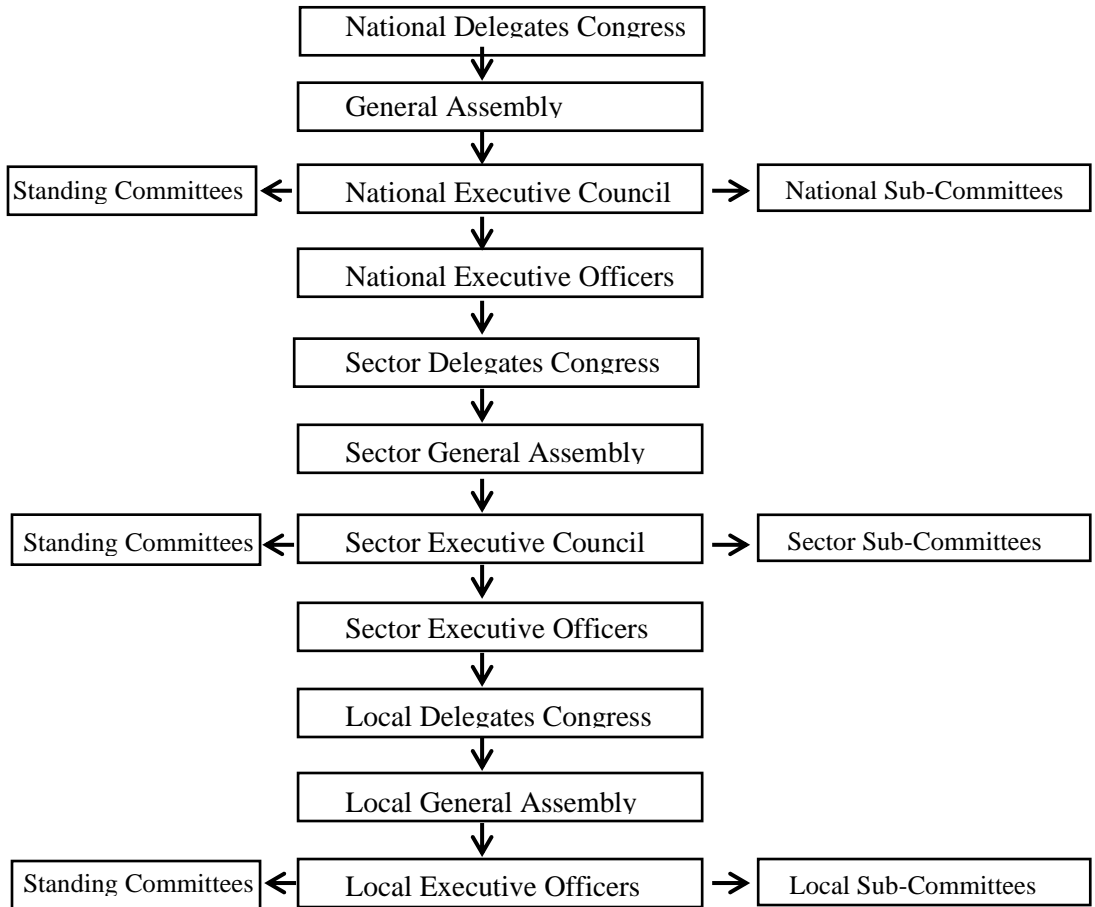 National Delegates Congress
General Assembly
Standing Committees
National Executive Council
National Sub-Committees
National Executive Officers
Sector Delegates Congress
Sector General Assembly
Standing Committees
Sector Executive Council
Sector Sub-Committees
Sector Executive Officers
Local Delegates Congress
Local General Assembly
Standing Committees
Local Executive Officers
Local Sub-Committees